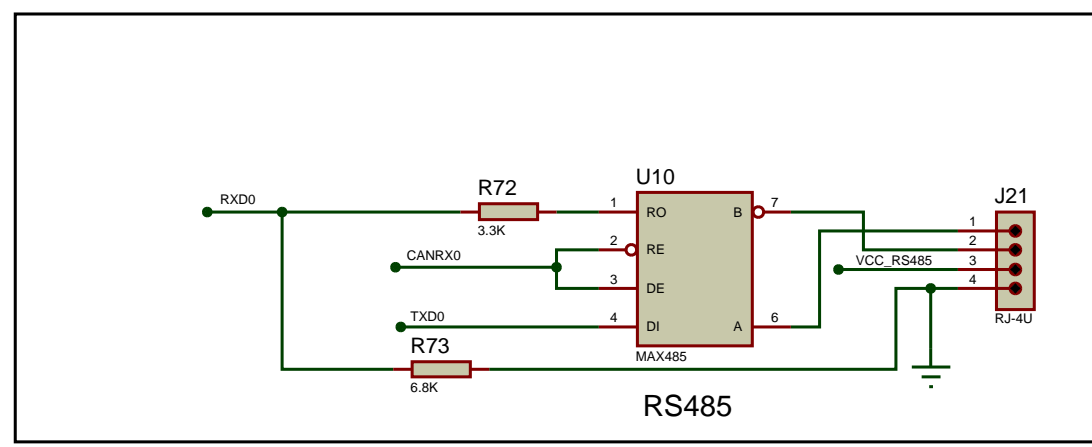 U10
R72
J21
RXD0
1
RO
B
7
3.3K
1
2
RE
2
CANRX0
VCC_RS485
3
3
DE
4
TXD0
4
DI
A
6
RJ-4U
R73
MAX485
6.8K
RS485